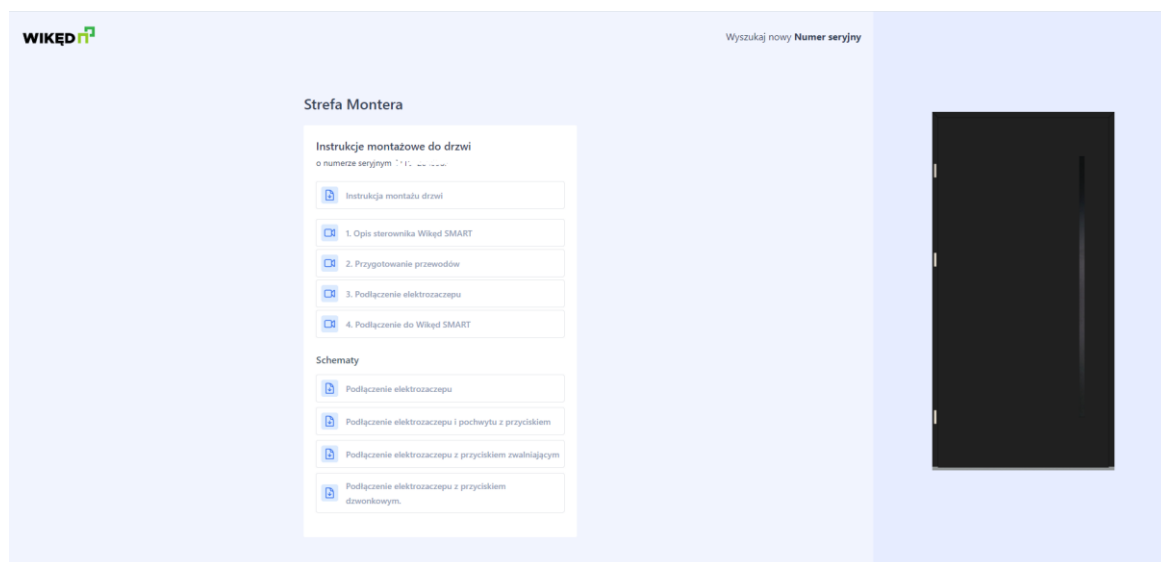 WIKĘD
Wyszukaj nowy Numer seryjny
Strefa Montera
Instrukcje montażowe do drzwi
o numerze seryjnym
Instrukcja montażu drzwi
1. Opis sterownika Wikęd SMART
2. Przygotowanie przewodów
3. Podłączenie elektrozaczepu
4. Podłączenie do Wikęd SMART
Schematy
Podłączenie elektrozaczepu
Podłączenie elektrozaczepu i pochwytu z przyciskiem
Podłączenie elektrozaczepu z przyciskiem zwalniającym
Podłączenie elektrozaczepu z przyciskiem
dzwonkowym.